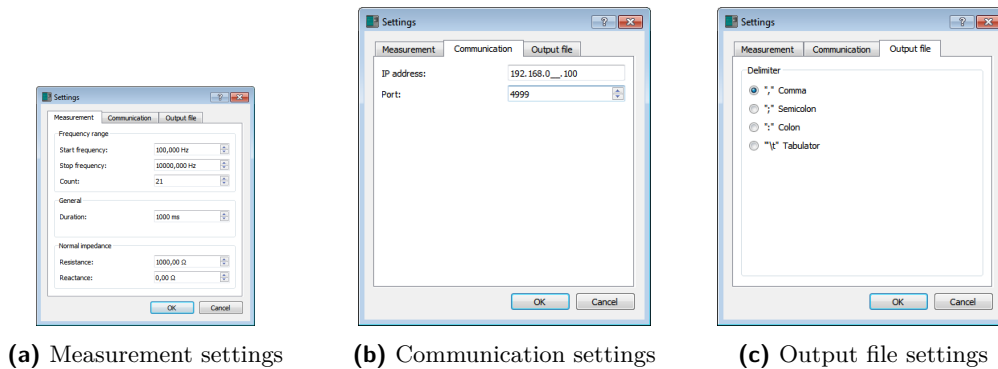 Settings
Measurement Communication Output file
Frequency range
Start frequency: 100,000 Hz
Stop frequency: 10000,000 Hz
Count: 21
General
Duration: 1000 ms
Normal impedance
Resistance: 1000,00 Ω
Reactance: 0,00 Ω
OK Cancel
(a) Measurement settings
Settings
Measurement Communication Output file
IP address: 192.168.0__.100
Port: 4999
OK Cancel
(b) Communication settings
Settings
Measurement Communication Output file
Delimiter
"," Comma
";" Semicolon
":" Colon
"\t" Tabulator
OK Cancel
(c) Output file settings